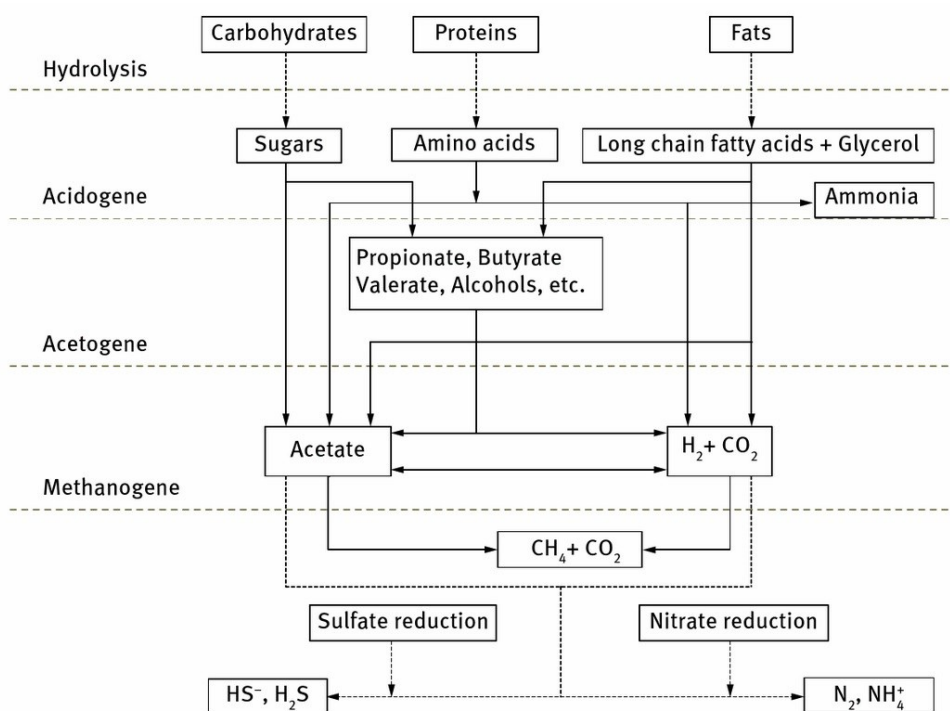 Carbohydrates
Proteins
Fats
Hydrolysis
Sugars
Amino acids
Long chain fatty acids + Glycerol
Acidogene
Ammonia
Propionate, Butyrate
Valerate, Alcohols, etc.
Acetogene
Acetate
H₂+ CO₂
Methanogene
CH₄+ CO₂
Sulfate reduction
Nitrate reduction
HS⁻, H₂S
N₂, NH₄⁺